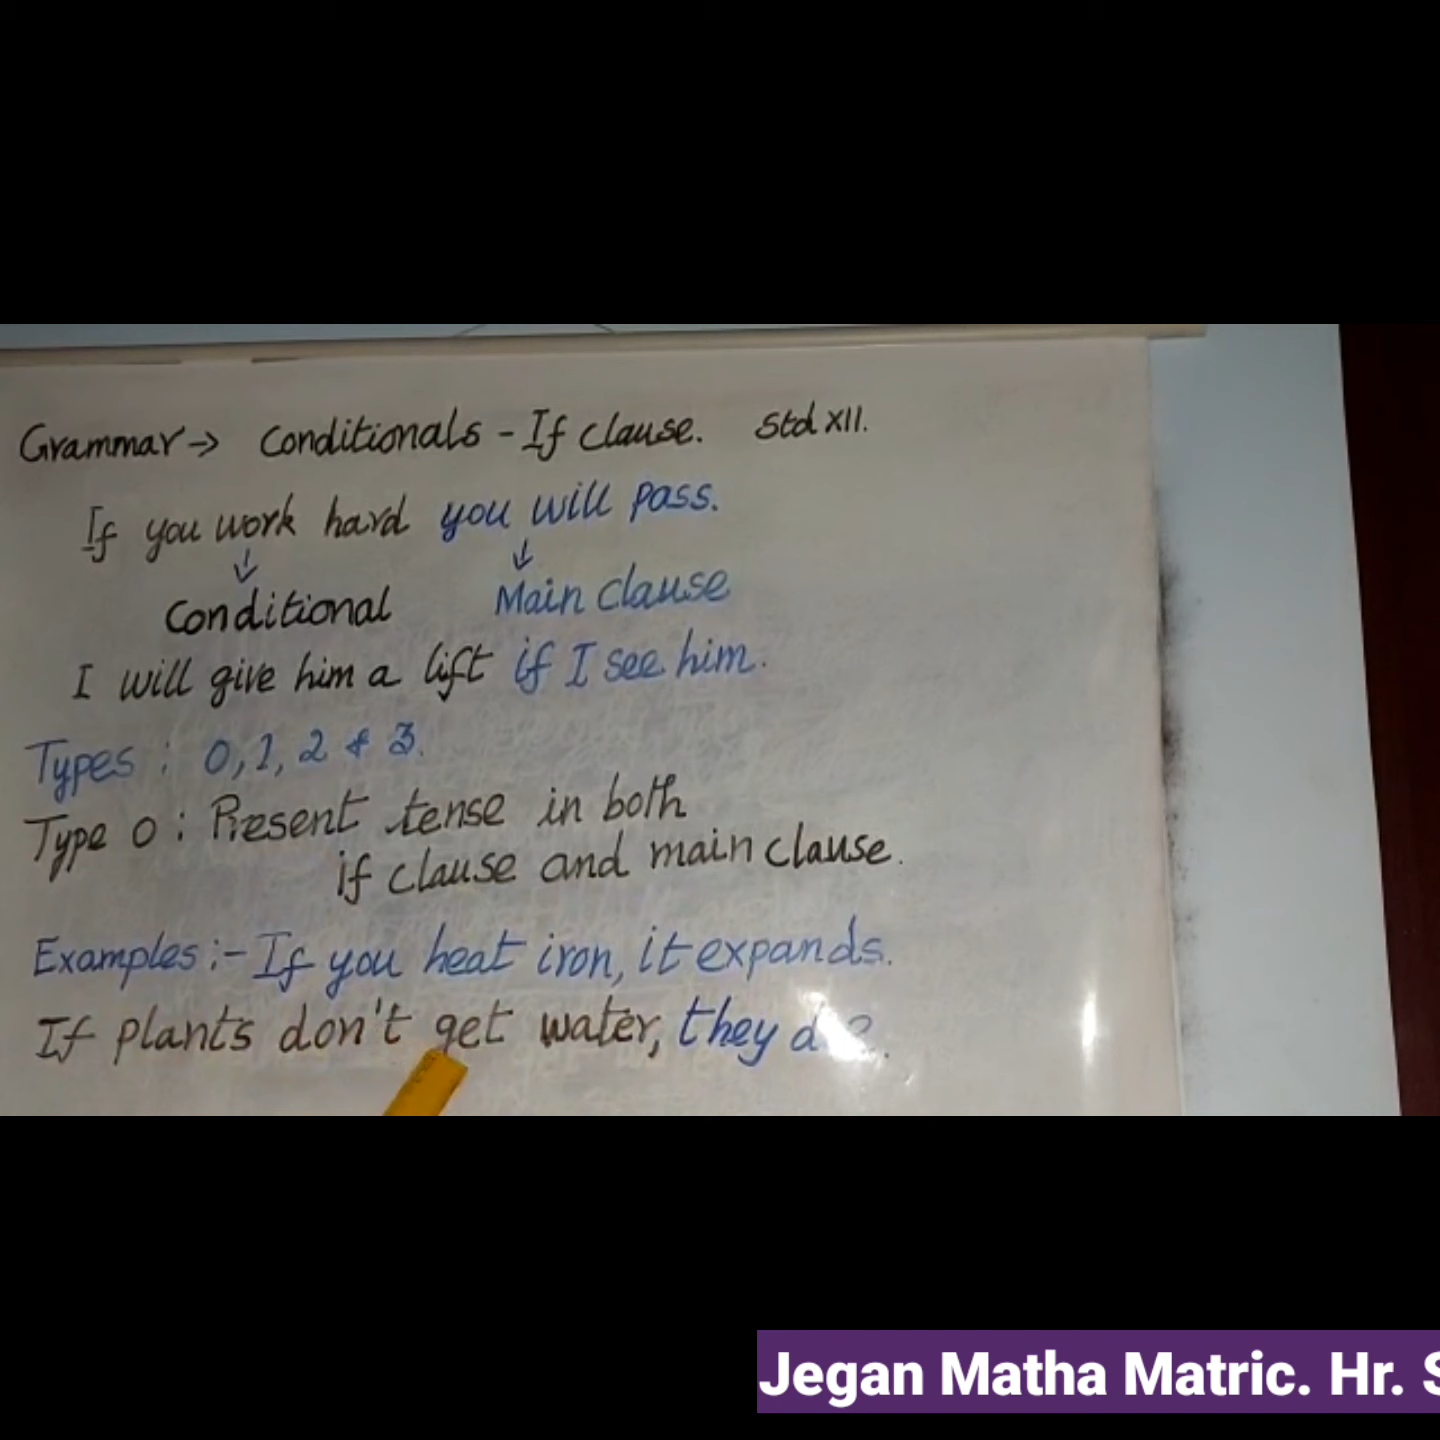 Grammar → Conditionals - If clause. Std XII.
If you work hard you will pass.
↓ ↓
Conditional Main clause
I will give him a lift if I see him.
Types : 0, 1, 2 & 3.
Type 0 : Present tense in both
if clause and main clause.
Examples :- If you heat iron, it expands.
If plants don't get water, they die.
Jegan Matha Matric. Hr. S